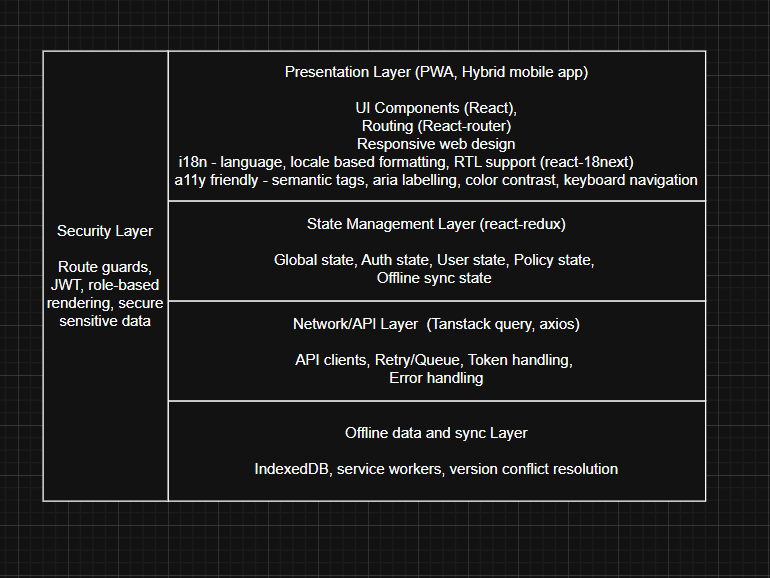 Security Layer
Route guards,
JWT, role-based
rendering, secure
sensitive data
Presentation Layer (PWA, Hybrid mobile app)
UI Components (React),
Routing (React-router)
Responsive web design
i18n - language, locale based formatting, RTL support (react-18next)
a11y friendly - semantic tags, aria labelling, color contrast, keyboard navigation
State Management Layer (react-redux)
Global state, Auth state, User state, Policy state,
Offline sync state
Network/API Layer (Tanstack query, axios)
API clients, Retry/Queue, Token handling,
Error handling
Offline data and sync Layer
IndexedDB, service workers, version conflict resolution